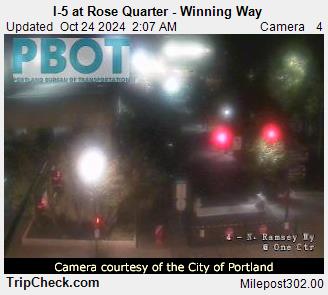 I-5 at Rose Quarter - Winning Way
Updated Oct 24 2024 2:07 AM Camera 4
PBOT
PORTLAND BUREAU OF TRANSPORTATION
4 - N. Ramsey Wy
@ One Ctr
Camera courtesy of the City of Portland
TripCheck.com Milepost302.00